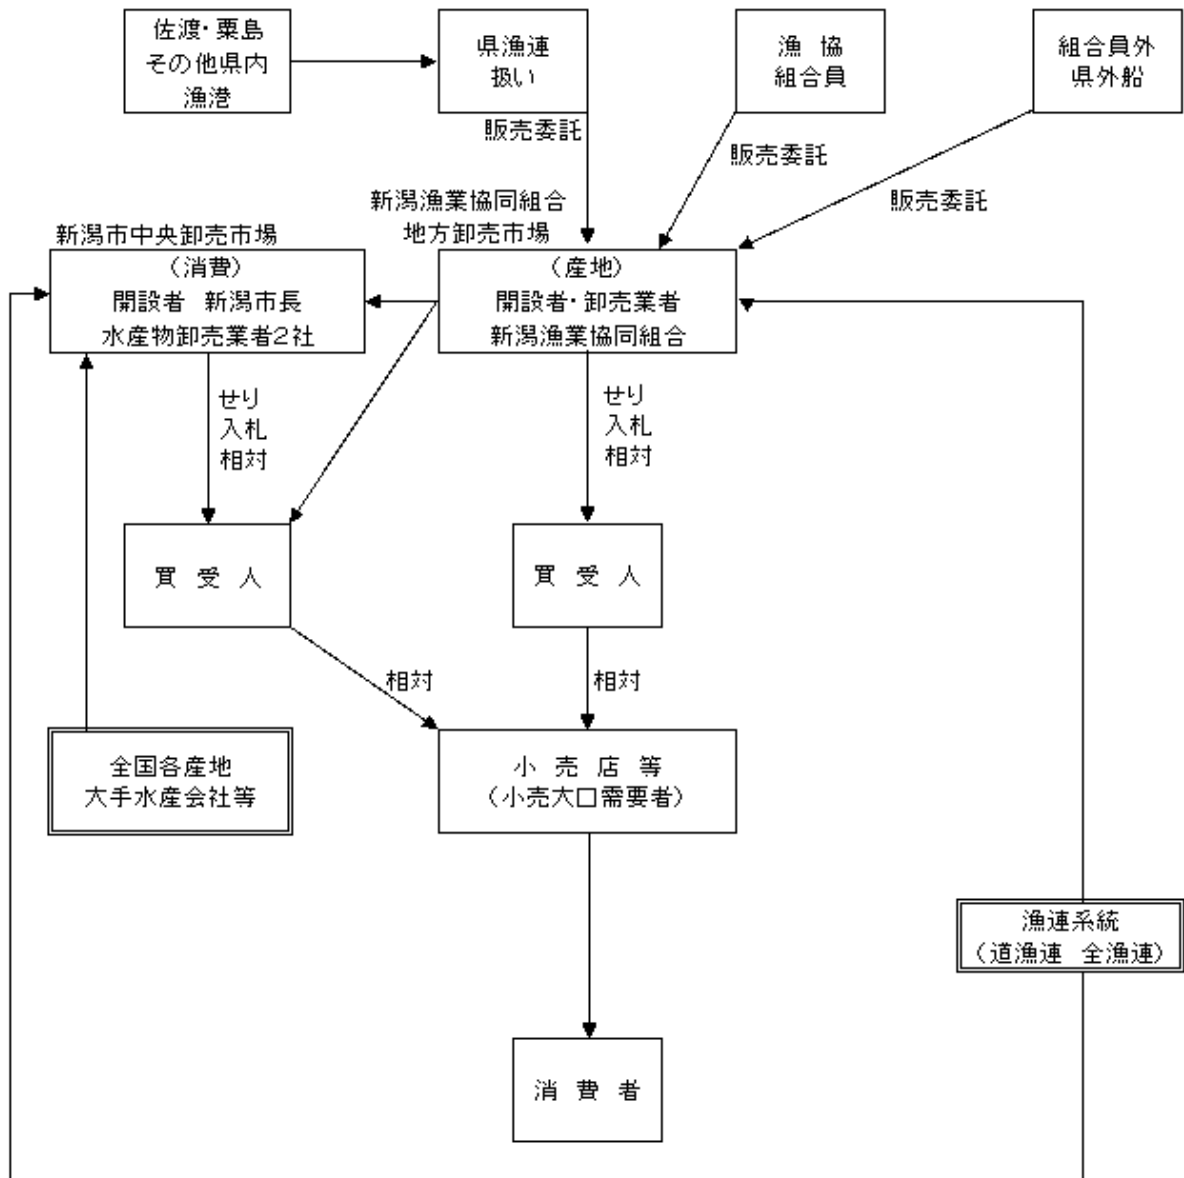 佐渡・粟島
その他県内
漁港
県漁連
扱い
漁 協
組合員
組合員外
県外船
販売委託
販売委託
販売委託
新潟漁業協同組合
地方卸売市場
新潟市中央卸売市場
（消費）
開設者 新潟市長
水産物卸売業者2社
（産地）
開設者・卸売業者
新潟漁業協同組合
せり
入札
相対
せり
入札
相対
買 受 人
買 受 人
相対
相対
全国各産地
大手水産会社等
小 売 店 等
（小売大口需要者）
漁連系統
（道漁連 全漁連）
消 費 者